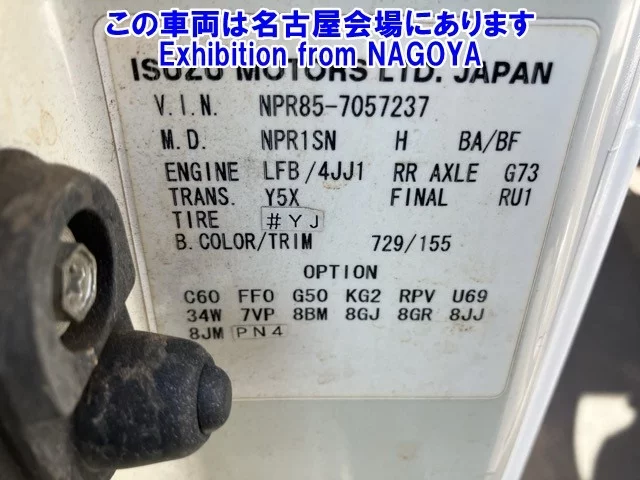 この車両は名古屋会場にあります
Exhibition from NAGOYA
ISUZU MOTORS LTD. JAPAN
V.I.N. NPR85-7057237
M.D. NPR1SN H BA/BF
ENGINE LFB/4JJ1 RR AXLE G73
TRANS. Y5X FINAL RU1
TIRE #YJ
B.COLOR/TRIM 729/155
OPTION
C60 FF0 G50 KG2 RPV U69
34W 7VP 8BM 8GJ 8GR 8JJ
8JM PN4